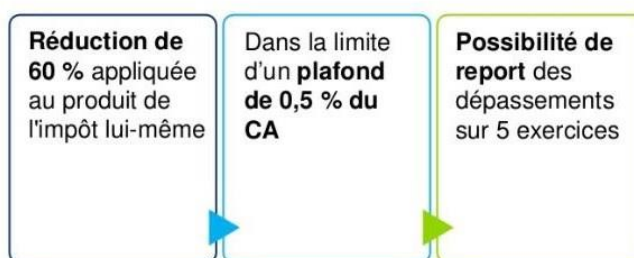 Réduction de
60 % appliquée
au produit de
l'impôt lui-même
Dans la limite
d'un plafond
de 0,5 % du
CA
Possibilité de
report des
dépassements
sur 5 exercices